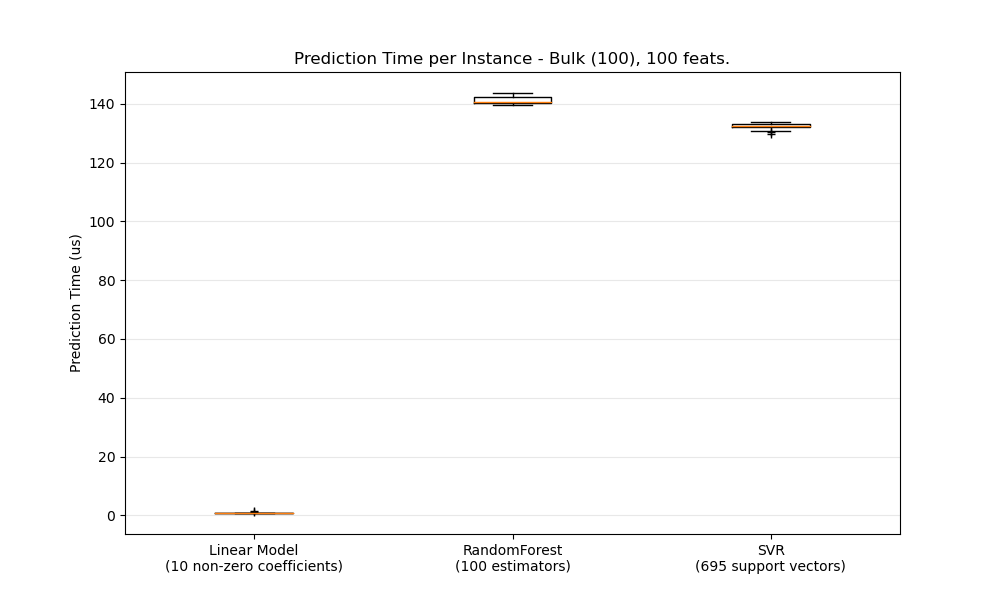 Prediction Time per Instance - Bulk (100), 100 feats.
Prediction Time (us)
140
120
100
80
60
40
20
0
Linear Model
(10 non-zero coefficients)
RandomForest
(100 estimators)
SVR
(695 support vectors)